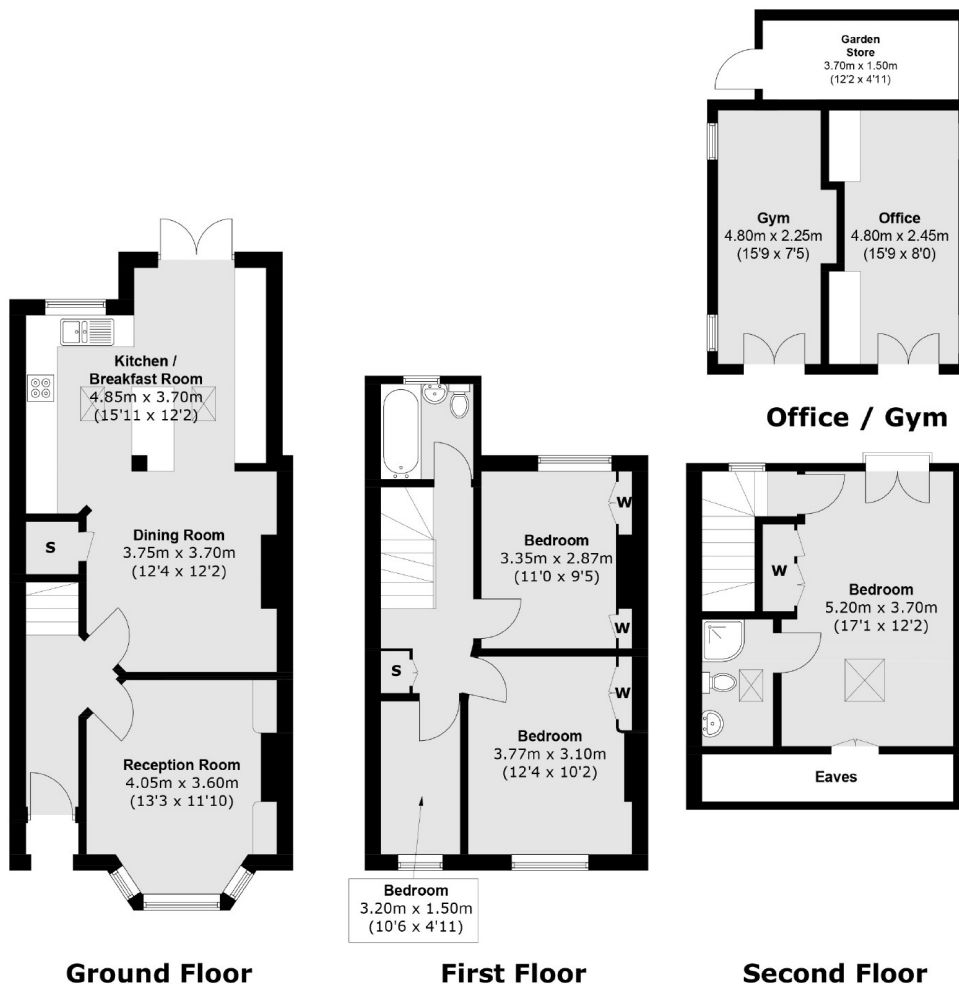 Garden
Store
3.70m x 1.50m
(12'2 x 4'11)
Gym
4.80m x 2.25m
(15'9 x 7'5)
Office
4.80m x 2.45m
(15'9 x 8'0)
Office / Gym
Kitchen /
Breakfast Room
4.85m x 3.70m
(15'11 x 12'2)
S
Dining Room
3.75m x 3.70m
(12'4 x 12'2)
Reception Room
4.05m x 3.60m
(13'3 x 11'10)
Ground Floor
W
Bedroom
3.35m x 2.87m
(11'0 x 9'5)
W
S
W
Bedroom
3.77m x 3.10m
(12'4 x 10'2)
Bedroom
3.20m x 1.50m
(10'6 x 4'11)
First Floor
W
Bedroom
5.20m x 3.70m
(17'1 x 12'2)
Eaves
Second Floor